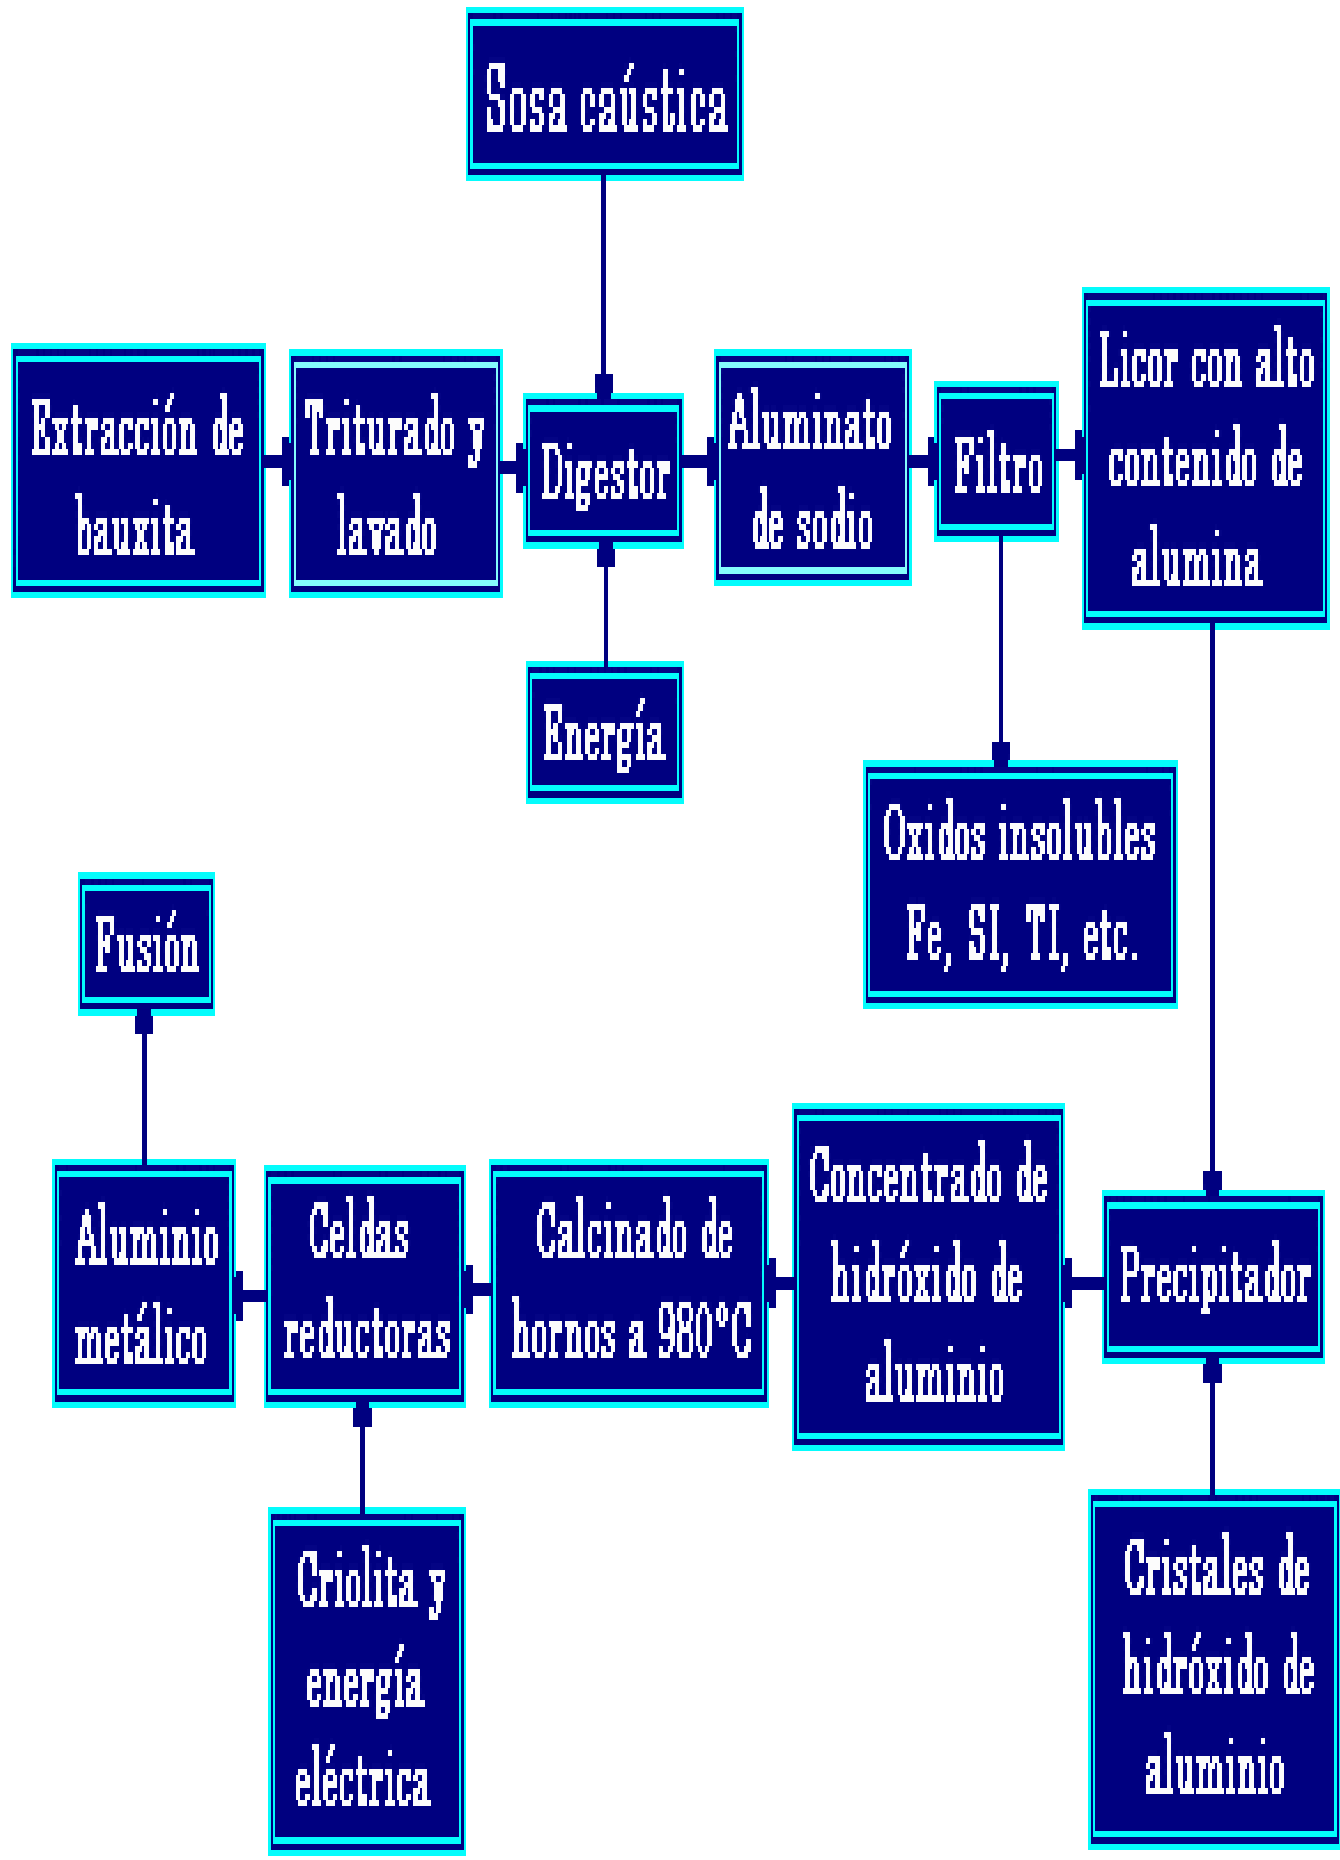 Sosa caústica
Extracción de
bauxita
Triturado y
lavado
Digestor
Aluminato
de sodio
Filtro
Licor con alto
contenido de
alumina
Energía
Oxidos insolubles
Fe, SI, TI, etc.
Fusión
Aluminio
metálico
Celdas
reductoras
Calcinado de
hornos a 980°C
Concentrado de
hidróxido de
aluminio
Precipitador
Criolita y
energía
eléctrica
Cristales de
hidróxido de
aluminio